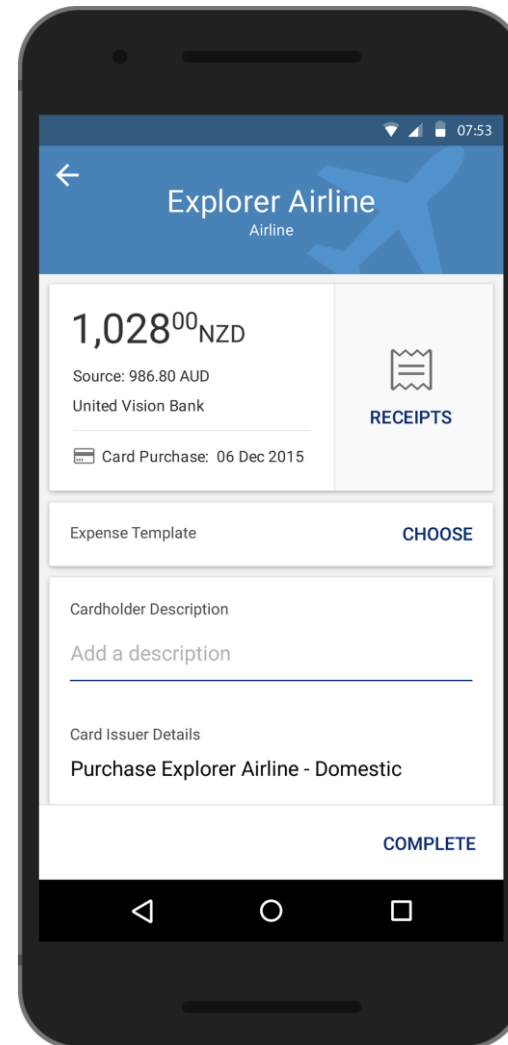 07:53
Explorer Airline
Airline
1,028⁰⁰NZD
Source: 986.80 AUD
United Vision Bank
RECEIPTS
Card Purchase: 06 Dec 2015
Expense Template
CHOOSE
Cardholder Description
Add a description
Card Issuer Details
Purchase Explorer Airline - Domestic
COMPLETE